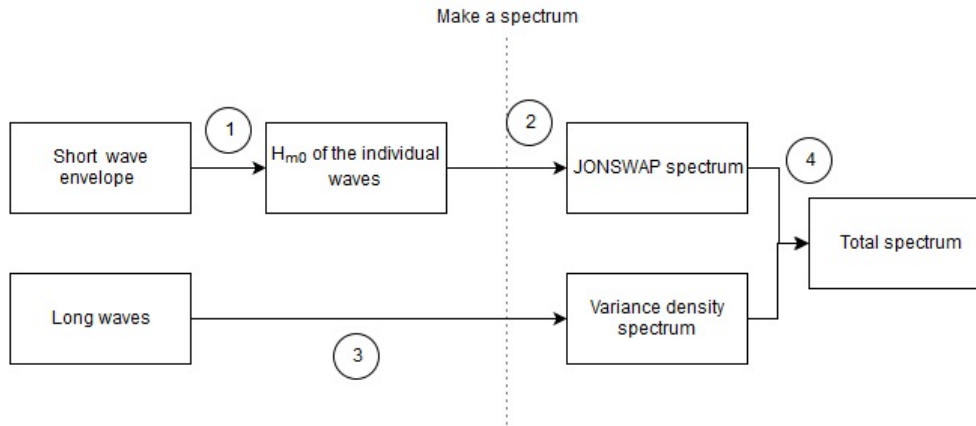 Make a spectrum
1
2
Short wave
envelope
Hm0 of the individual
waves
JONSWAP spectrum
4
Total spectrum
Long waves
Variance density
spectrum
3